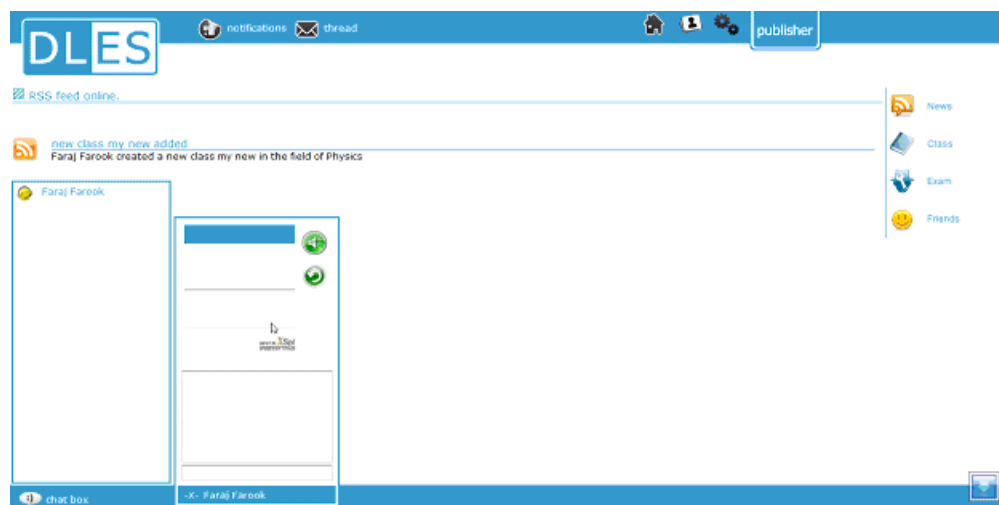 DLES
notifications thread
publisher
RSS feed online.
new class my new added
Faraj Farook created a new class my new in the field of Physics
News
Class
Exam
Friends
Faraj Farook
chat box
-X- Faraj Farook